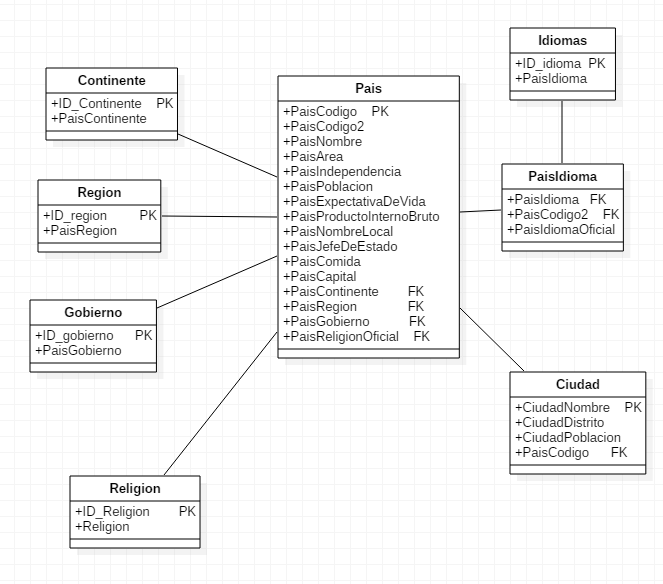 Continente
+ID_Continente PK
+PaisContinente
Region
+ID_region PK
+PaisRegion
Gobierno
+ID_gobierno PK
+PaisGobierno
Religion
+ID_Religion PK
+Religion
Pais
+PaisCodigo PK
+PaisCodigo2
+PaisNombre
+PaisArea
+PaisIndependencia
+PaisPoblacion
+PaisExpectativaDeVida
+PaisProductoInternoBruto
+PaisNombreLocal
+PaisJefeDeEstado
+PaisComida
+PaisCapital
+PaisContinente FK
+PaisRegion FK
+PaisGobierno FK
+PaisReligionOficial FK
Idiomas
+ID_idioma PK
+PaisIdioma
PaisIdioma
+PaisIdioma FK
+PaisCodigo2 FK
+PaisIdiomaOficial
Ciudad
+CiudadNombre PK
+CiudadDistrito
+CiudadPoblacion
+PaisCodigo FK